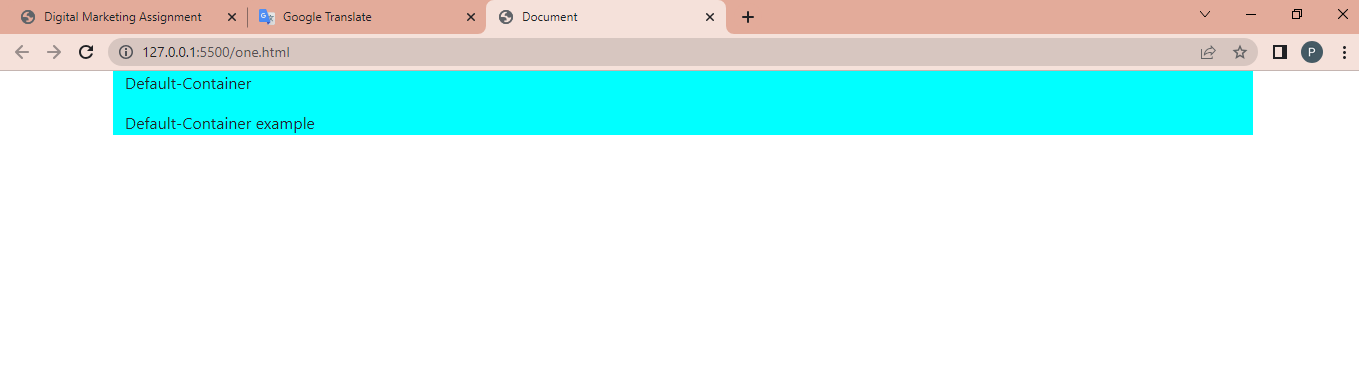 Digital Marketing Assignment
Google Translate
Document
127.0.0.1:5500/one.html
P
Default-Container
Default-Container example